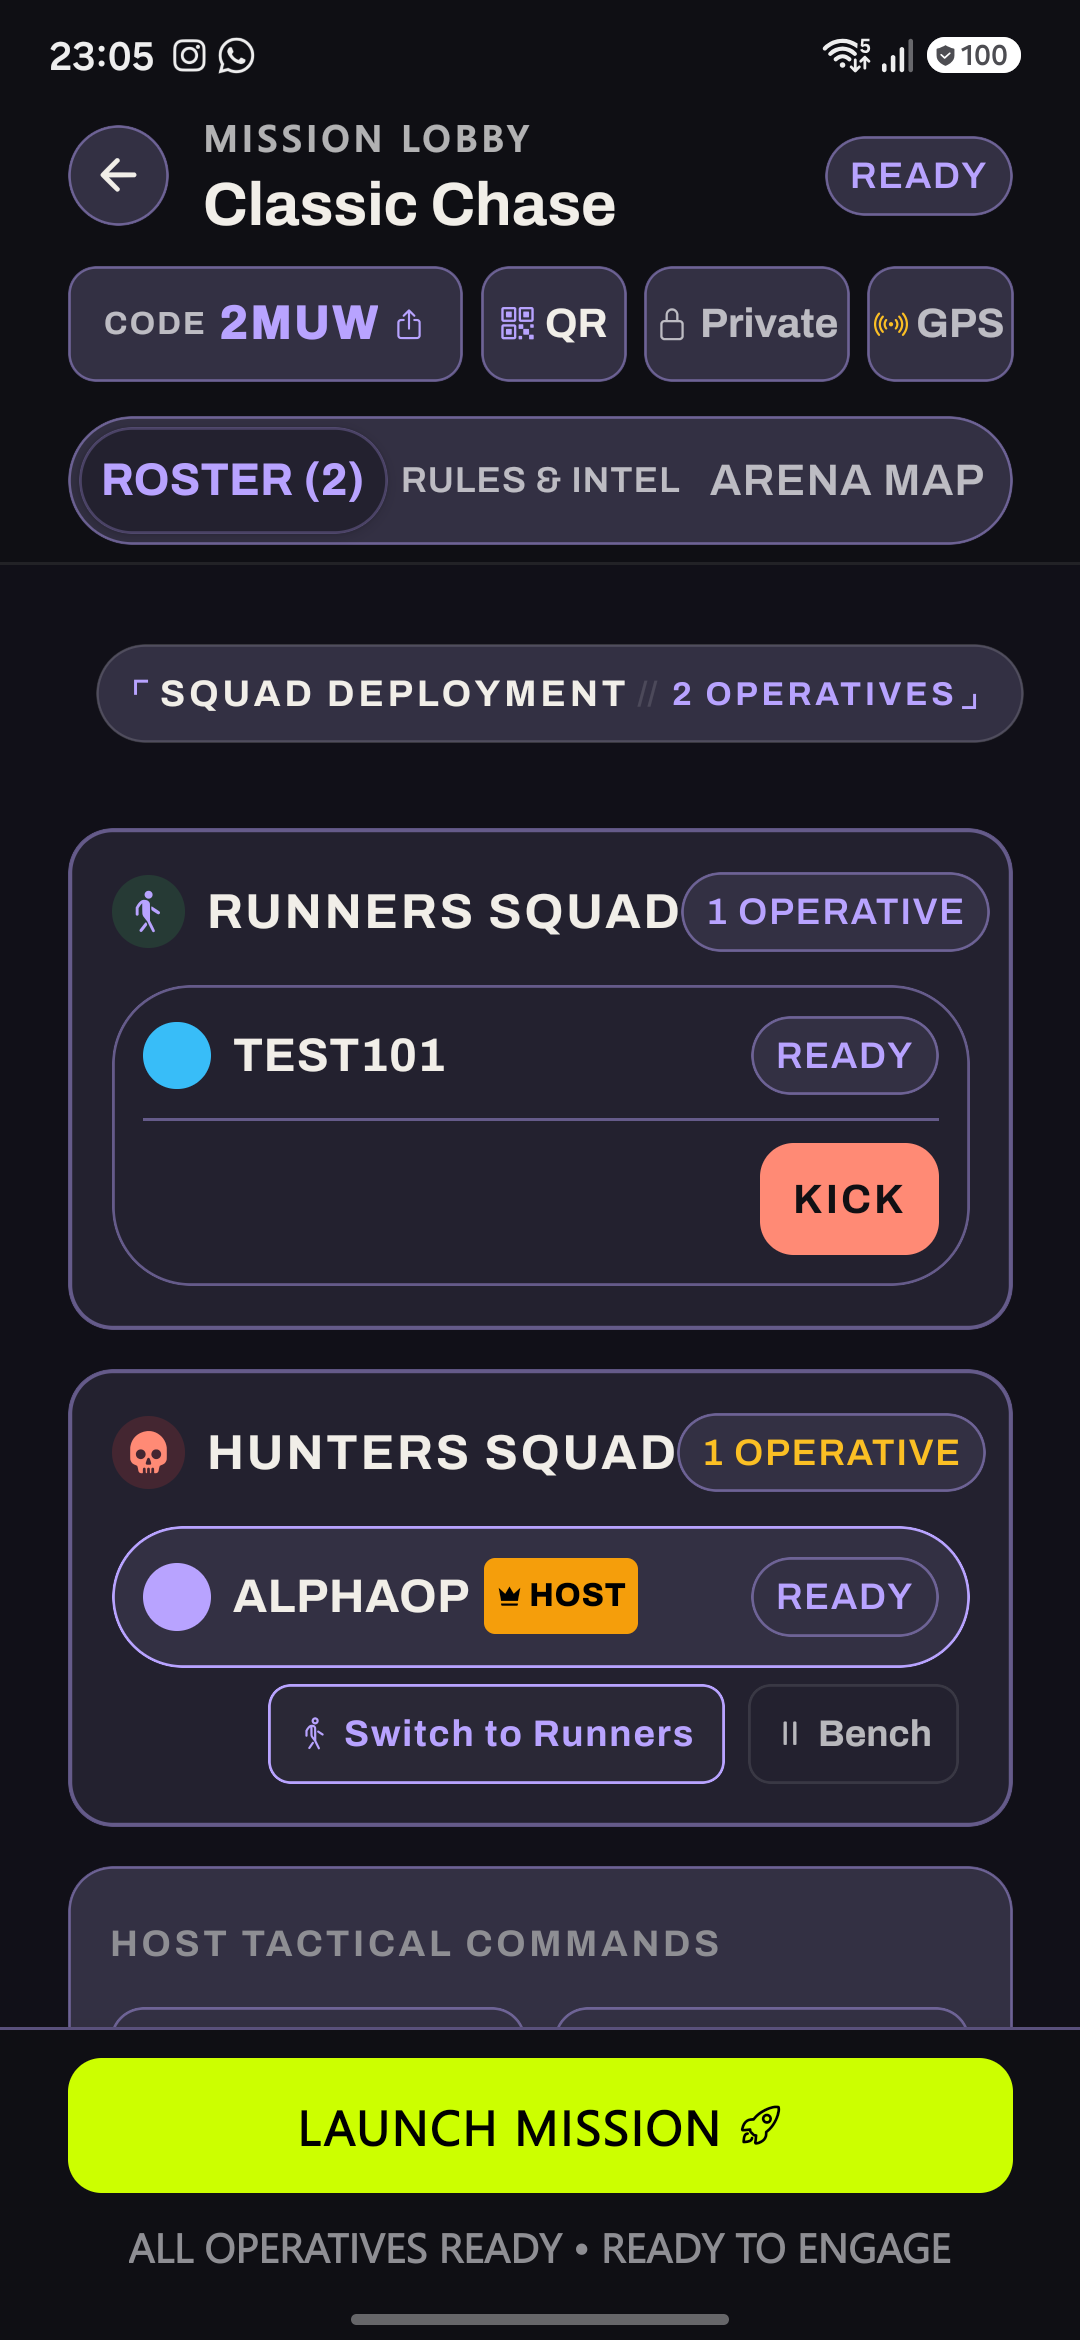 23:05
5
100
MISSION LOBBY
Classic Chase
READY
CODE 2MUW
QR
Private
GPS
ROSTER (2)
RULES & INTEL
ARENA MAP
SQUAD DEPLOYMENT // 2 OPERATIVES
RUNNERS SQUAD
1 OPERATIVE
TEST101
READY
KICK
HUNTERS SQUAD
1 OPERATIVE
ALPHAOP
HOST
READY
Switch to Runners
Bench
HOST TACTICAL COMMANDS
LAUNCH MISSION
ALL OPERATIVES READY • READY TO ENGAGE